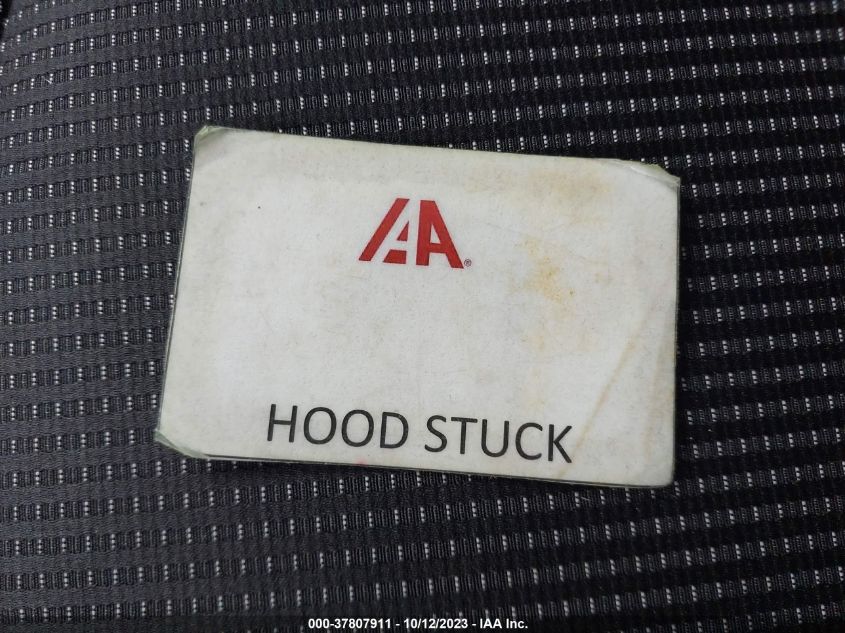 IAA®
HOOD STUCK
000-37807911 - 10/12/2023 - IAA Inc.